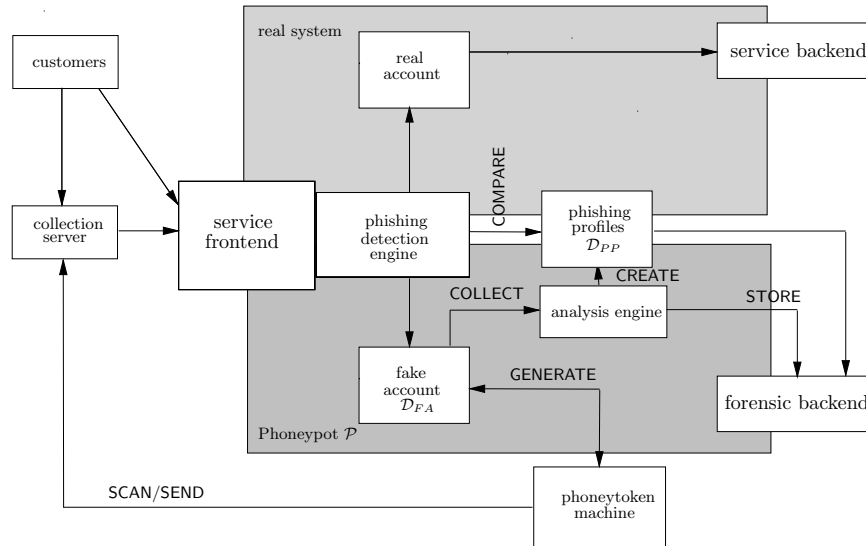 real system
customers
real
account
service backend
COMPARE
collection
server
service
frontend
phishing
detection
engine
phishing
profiles
𝒟_PP
CREATE
COLLECT
analysis engine
STORE
fake
account
𝒟_FA
GENERATE
forensic backend
Phoneypot 𝒫
SCAN/SEND
phoneytoken
machine